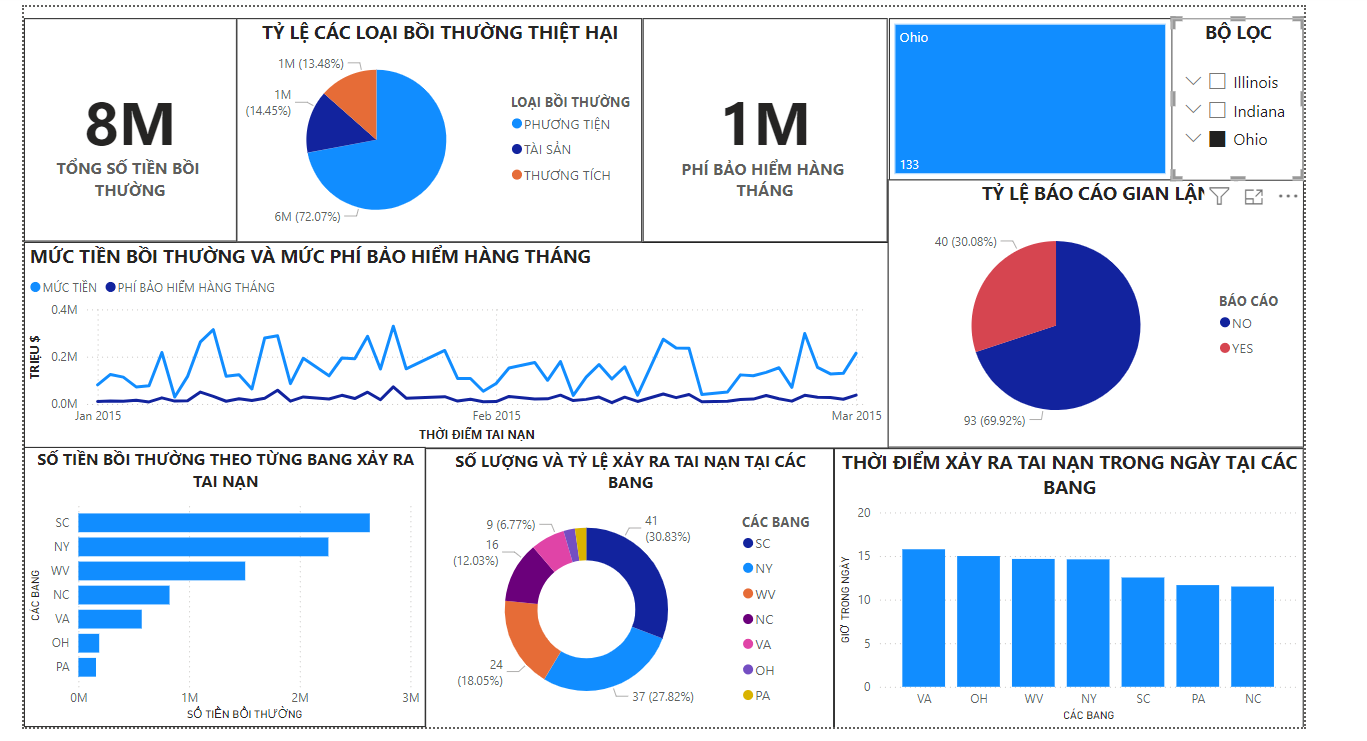 8M
TỔNG SỐ TIỀN BỒI
THƯỜNG
TỶ LỆ CÁC LOẠI BỒI THƯỜNG THIỆT HẠI
1M (13.48%)
1M
(14.45%)
6M (72.07%)
LOẠI BỒI THƯỜNG
PHƯƠNG TIỆN
TÀI SẢN
THƯƠNG TÍCH
1M
PHÍ BẢO HIỂM HÀNG
THÁNG
Ohio
133
BỘ LỌC
Illinois
Indiana
Ohio
MỨC TIỀN BỒI THƯỜNG VÀ MỨC PHÍ BẢO HIỂM HÀNG THÁNG
MỨC TIỀN
PHÍ BẢO HIỂM HÀNG THÁNG
TRIỆU $
0.4M
0.2M
0.0M
Jan 2015
Feb 2015
Mar 2015
THỜI ĐIỂM TAI NẠN
TỶ LỆ BÁO CÁO GIAN LẬN
40 (30.08%)
93 (69.92%)
BÁO CÁO
NO
YES
SỐ TIỀN BỒI THƯỜNG THEO TỪNG BANG XẢY RA
TAI NẠN
CÁC BANG
SC
NY
WV
NC
VA
OH
PA
0M
1M
2M
3M
SỐ TIỀN BỒI THƯỜNG
SỐ LƯỢNG VÀ TỶ LỆ XẢY RA TAI NẠN TẠI CÁC
BANG
9 (6.77%)
16
(12.03%)
24
(18.05%)
41
(30.83%)
37 (27.82%)
CÁC BANG
SC
NY
WV
NC
VA
OH
PA
THỜI ĐIỂM XẢY RA TAI NẠN TRONG NGÀY TẠI CÁC
BANG
GIỜ TRONG NGÀY
20
15
10
5
0
VA
OH
WV
NY
SC
PA
NC
CÁC BANG